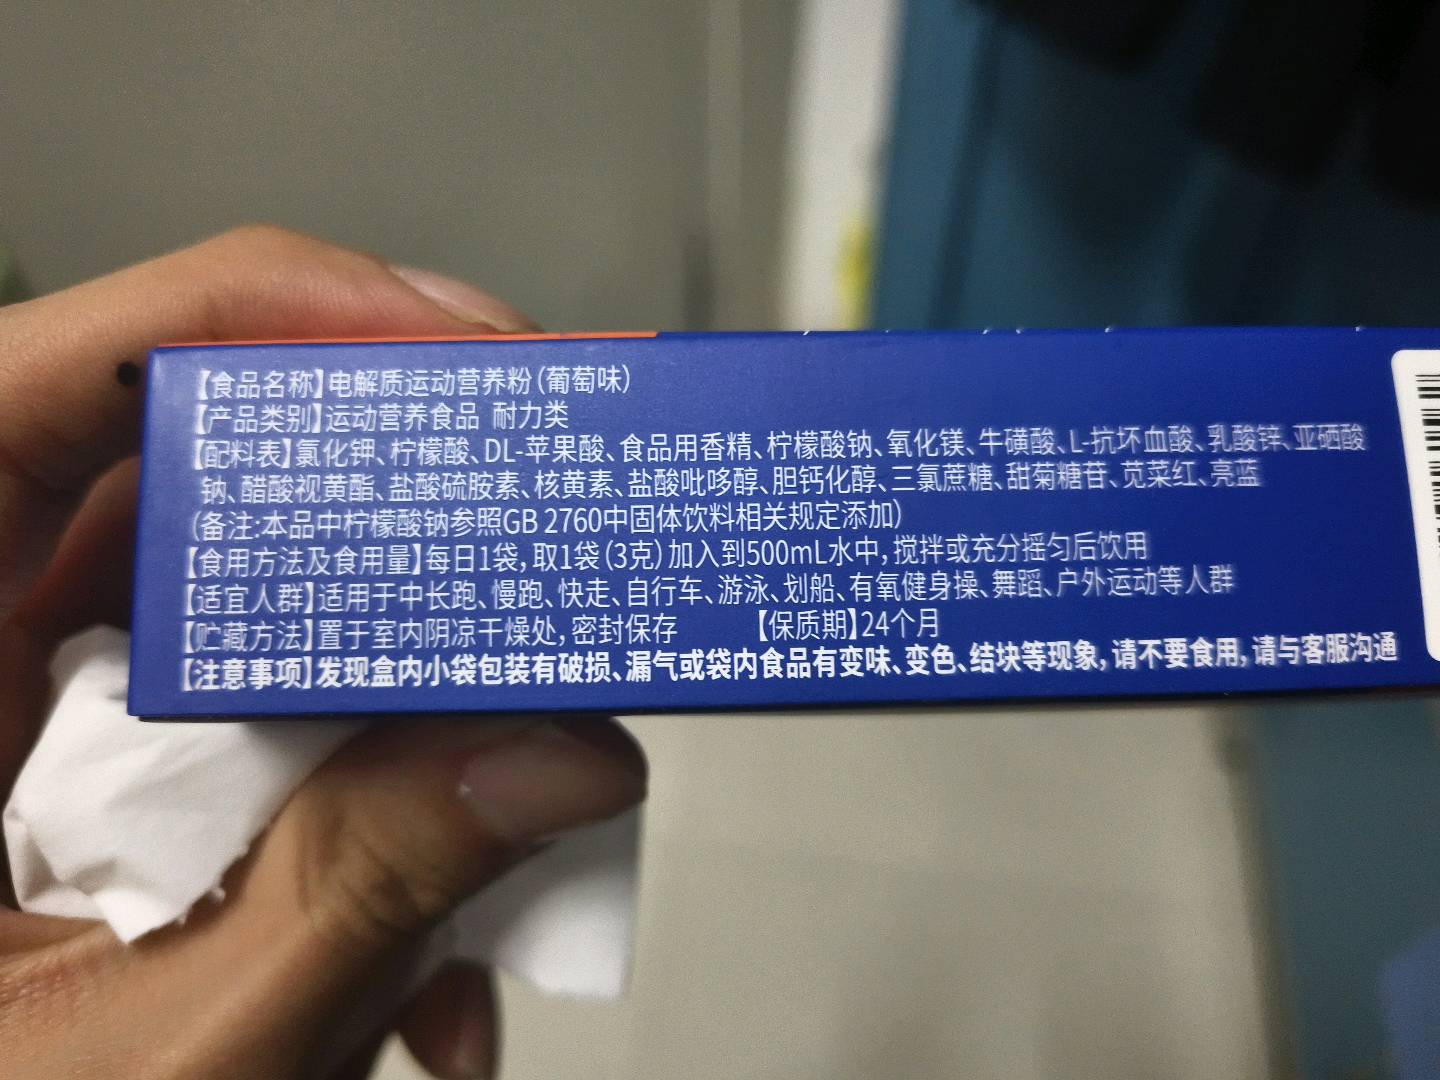 【食品名称】电解质运动营养粉(葡萄味)
【产品类别】运动营养食品 耐力类
【配料表】氯化钾、柠檬酸、DL-苹果酸、食品用香精、柠檬酸钠、氧化镁、牛磺酸、L-抗坏血酸、乳酸锌、亚硒酸
钠、醋酸视黄酯、盐酸硫胺素、核黄素、盐酸吡哆醇、胆钙化醇、三氯蔗糖、甜菊糖苷、苋菜红、亮蓝
(备注:本品中柠檬酸钠参照GB 2760中固体饮料相关规定添加)
【食用方法及食用量】每日1袋,取1袋(3克)加入到500mL水中,搅拌或充分摇匀后饮用
【适宜人群】适用于中长跑、慢跑、快走、自行车、游泳、划船、有氧健身操、舞蹈、户外运动等人群
【贮藏方法】置于室内阴凉干燥处,密封保存 【保质期】24个月
【注意事项】发现盒内小袋包装有破损、漏气或袋内食品有变味、变色、结块等现象,请不要食用,请与客服沟通